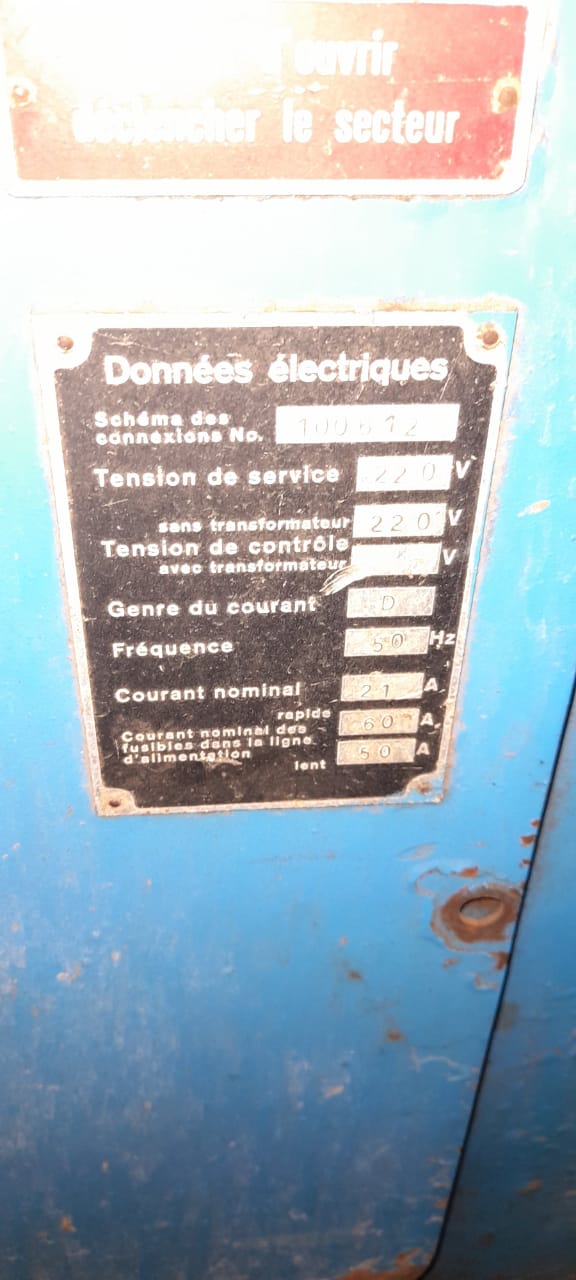 d'ouvrir
déclencher le secteur
Données électriques
Schéma des
connexions No. 100612
Tension de service 220 V
sans transformateur 220 V
Tension de contrôle
avec transformateur V
Genre du courant D
Fréquence 50 Hz
Courant nominal 21 A
rapide 60 A
Courant nominal des
fusibles dans la ligne
d'alimentation
lent 50 A